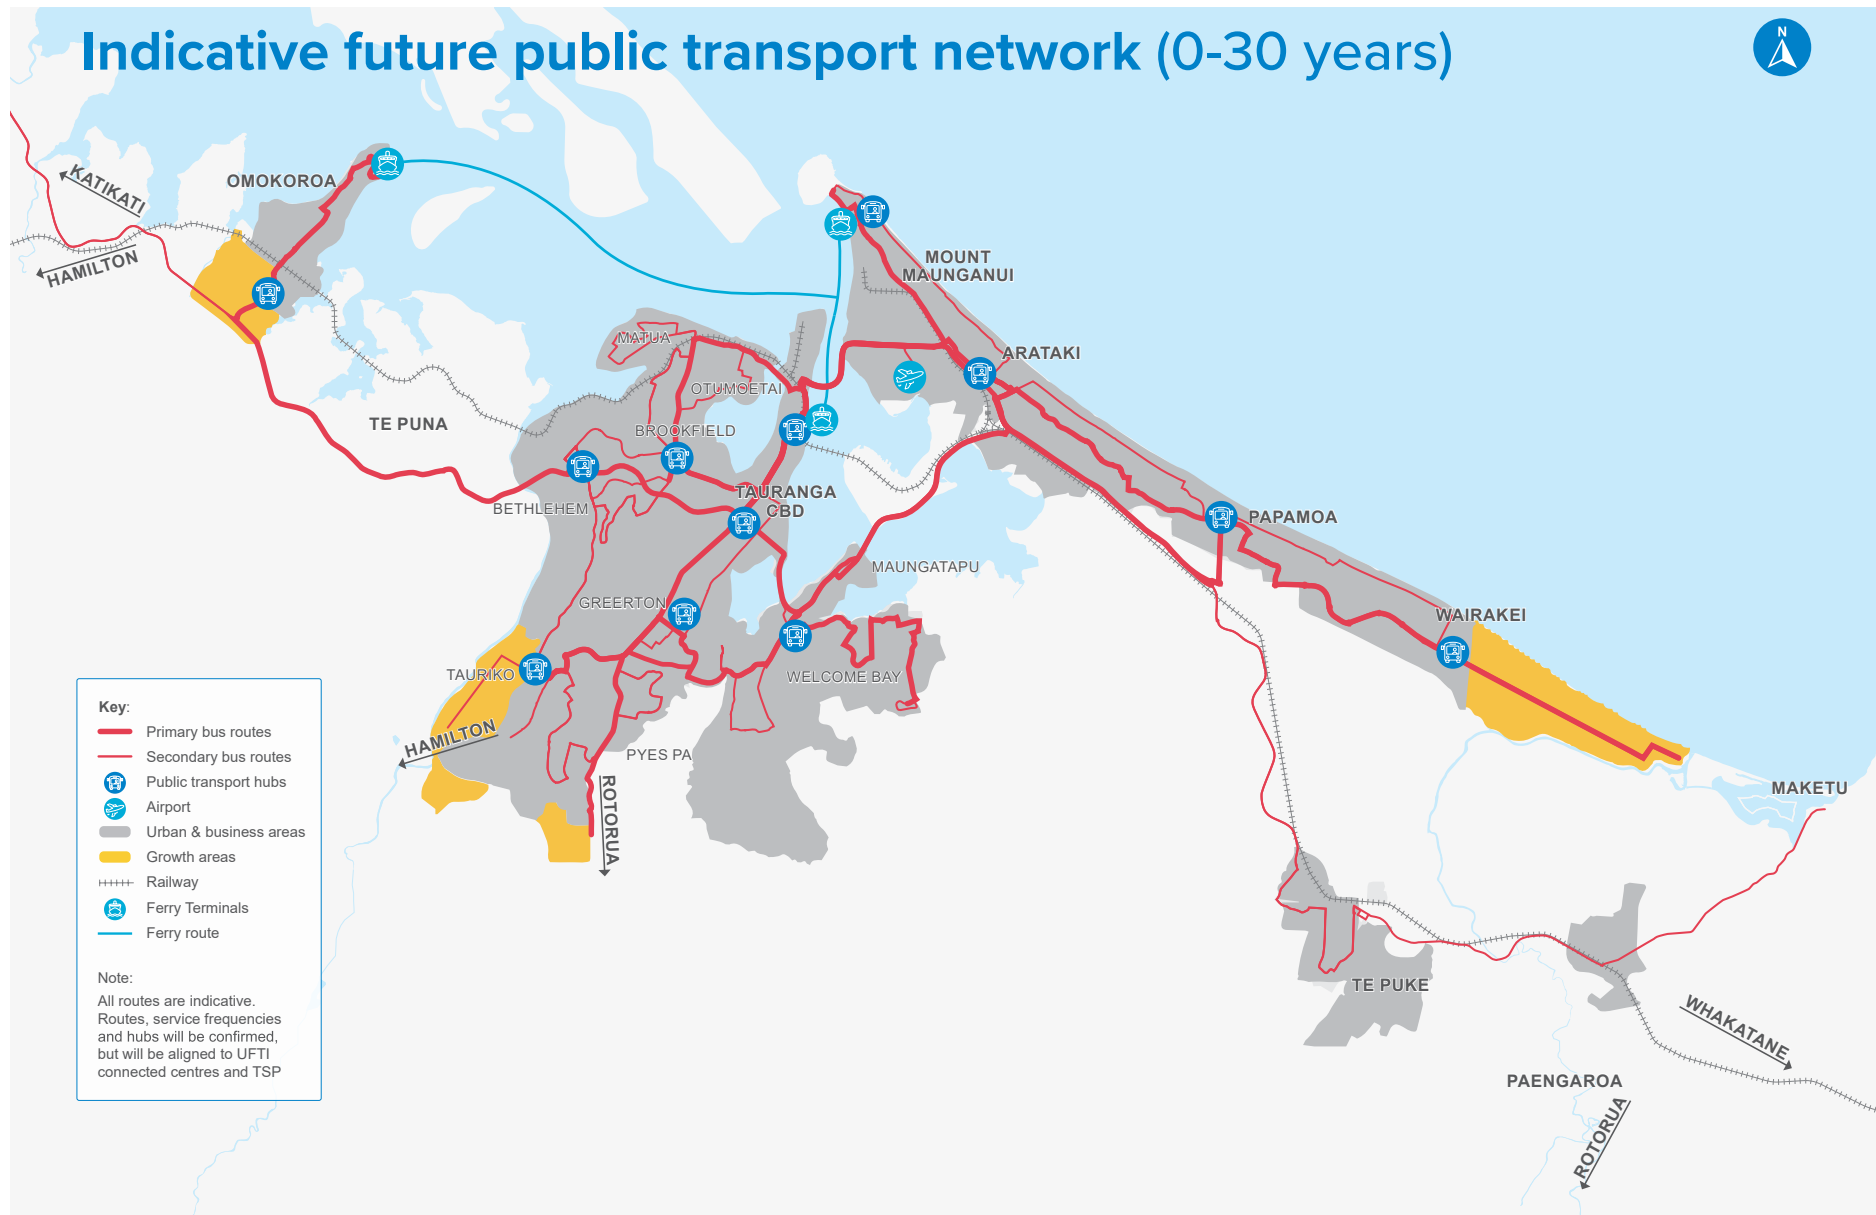 Indicative future public transport network (0-30 years)
N
KATIKATI
HAMILTON
OMOKOROA
TE PUNA
MATUA
OTUMOETAI
BROOKFIELD
BETHLEHEM
TAURANGA
CBD
MOUNT
MAUNGANUI
ARATAKI
PAPAMOA
WAIRAKEI
MAUNGATAPU
GREERTON
TAURIKO
WELCOME BAY
HAMILTON
PYES PA
ROTORUA
MAKETU
TE PUKE
WHAKATANE
PAENGAROA
ROTORUA
Key:
Primary bus routes
Secondary bus routes
Public transport hubs
Airport
Urban & business areas
Growth areas
Railway
Ferry Terminals
Ferry route
Note:
All routes are indicative.
Routes, service frequencies
and hubs will be confirmed,
but will be aligned to UFTI
connected centres and TSP